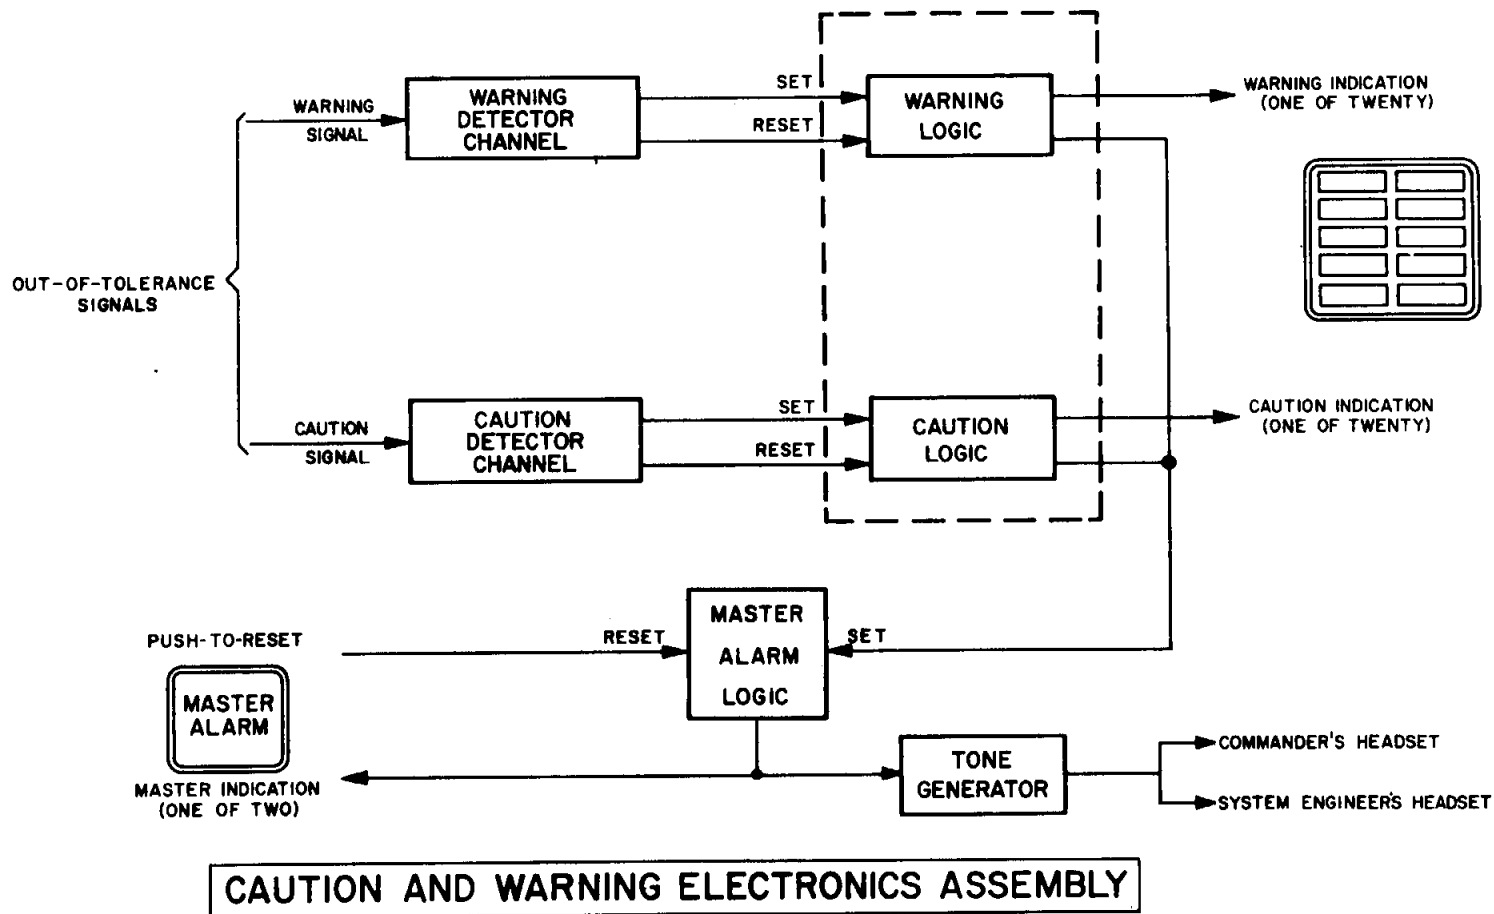 WARNING
SIGNAL
WARNING
DETECTOR
CHANNEL
SET
RESET
WARNING
LOGIC
WARNING INDICATION
(ONE OF TWENTY)
OUT-OF-TOLERANCE
SIGNALS
CAUTION
SIGNAL
CAUTION
DETECTOR
CHANNEL
SET
RESET
CAUTION
LOGIC
CAUTION INDICATION
(ONE OF TWENTY)
PUSH-TO-RESET
RESET
MASTER
ALARM
LOGIC
SET
MASTER
ALARM
MASTER INDICATION
(ONE OF TWO)
TONE
GENERATOR
COMMANDER'S HEADSET
SYSTEM ENGINEER'S HEADSET
CAUTION AND WARNING ELECTRONICS ASSEMBLY